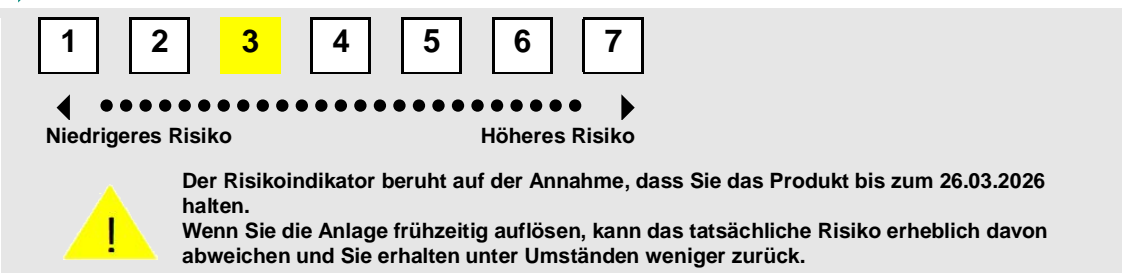 1 2 3 4 5 6 7
Niedrigeres Risiko Höheres Risiko
Der Risikoindikator beruht auf der Annahme, dass Sie das Produkt bis zum 26.03.2026
halten.
!
Wenn Sie die Anlage frühzeitig auflösen, kann das tatsächliche Risiko erheblich davon
abweichen und Sie erhalten unter Umständen weniger zurück.